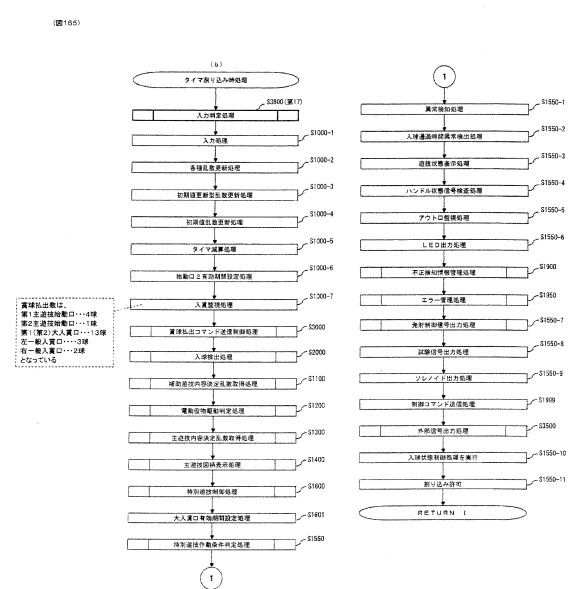 (図165)
(b)
タイマ割り込み時処理
S3800(第17)
入力判定処理
S1000-1
入力処理
S1000-2
各種乱数更新処理
S1000-3
初期値更新型乱数更新処理
S1000-4
初期値乱数更新処理
S1000-5
タイマ減算処理
S1000-6
始動口2有効期間設定処理
S1000-7
入賞監視処理
S3000
賞球払出コマンド送信制御処理
S2000
入球検出処理
S1100
補助遊技内容決定乱数取得処理
S1200
電動役物駆動判定処理
S1300
主遊技内容決定乱数取得処理
S1400
主遊技図柄表示処理
S1600
特別遊技制御処理
S1601
大入賞口有効期間設定処理
S1550
特別遊技作動条件判定処理
1
賞球払出数は、
第1主遊技始動口・・・4球
第2主遊技始動口・・・1球
第1(第2)大入賞口・・・13球
左一般入賞口・・・・3球
右一般入賞口・・・2球
となっている
1
S1550-1
異常検知処理
S1550-2
入球通過時間異常検出処理
S1550-3
遊技状態表示処理
S1550-4
ハンドル状態信号検査処理
S1550-5
アウト口監視処理
S1550-6
LED出力処理
S1900
不正検知情報管理処理
S1950
エラー管理処理
S1550-7
発射制御信号出力処理
S1550-8
試験信号出力処理
S1550-9
ソレノイド出力処理
S1999
制御コマンド送信処理
S3500
外部信号出力処理
S1550-10
入球状態制御処理を実行
S1550-11
割り込み許可
RETURN I